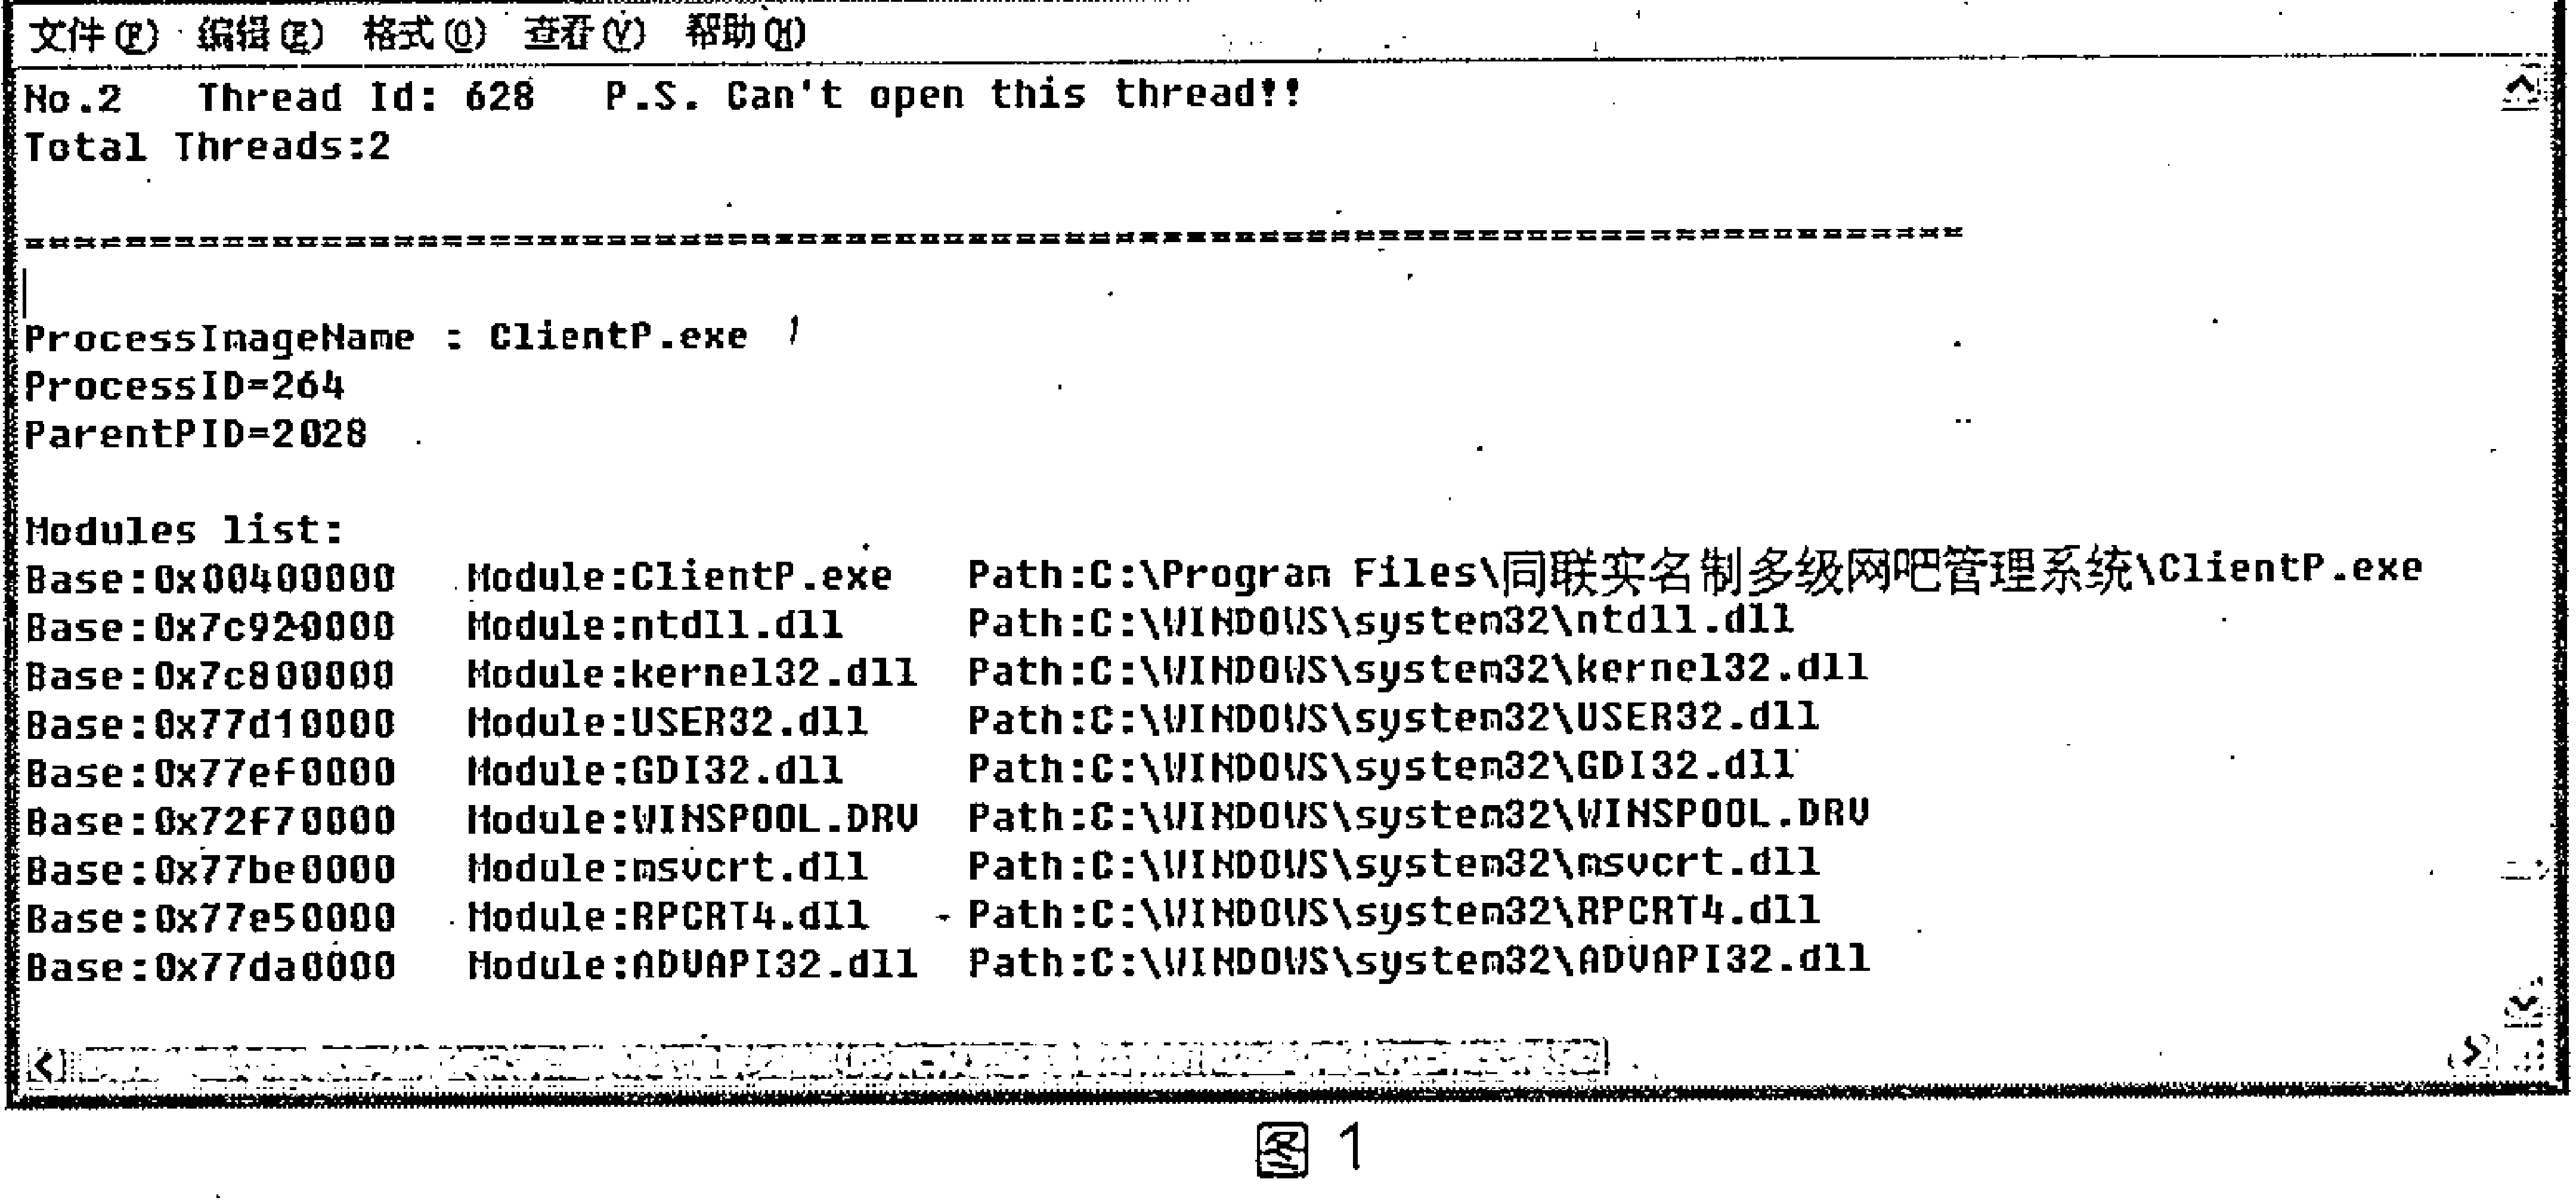 文件(F) 编辑(E) 格式(O) 查看(V) 帮助(H)
No.2   Thread Id: 628   P.S. Can't open this thread!!
Total Threads:2
=================================================================================
ProcessImageName : ClientP.exe
ProcessID=264
ParentPID=2028
Modules list:
Base:0x00400000   Module:ClientP.exe   Path:C:\Program Files\同联实名制多级网吧管理系统\ClientP.exe
Base:0x7c920000   Module:ntdll.dll     Path:C:\WINDOWS\system32\ntdll.dll
Base:0x7c800000   Module:kernel32.dll  Path:C:\WINDOWS\system32\kernel32.dll
Base:0x77d10000   Module:USER32.dll    Path:C:\WINDOWS\system32\USER32.dll
Base:0x77ef0000   Module:GDI32.dll     Path:C:\WINDOWS\system32\GDI32.dll
Base:0x72f70000   Module:WINSPOOL.DRV  Path:C:\WINDOWS\system32\WINSPOOL.DRV
Base:0x77be0000   Module:msvcrt.dll    Path:C:\WINDOWS\system32\msvcrt.dll
Base:0x77e50000   Module:RPCRT4.dll    Path:C:\WINDOWS\system32\RPCRT4.dll
Base:0x77da0000   Module:ADVAPI32.dll  Path:C:\WINDOWS\system32\ADVAPI32.dll
图 1